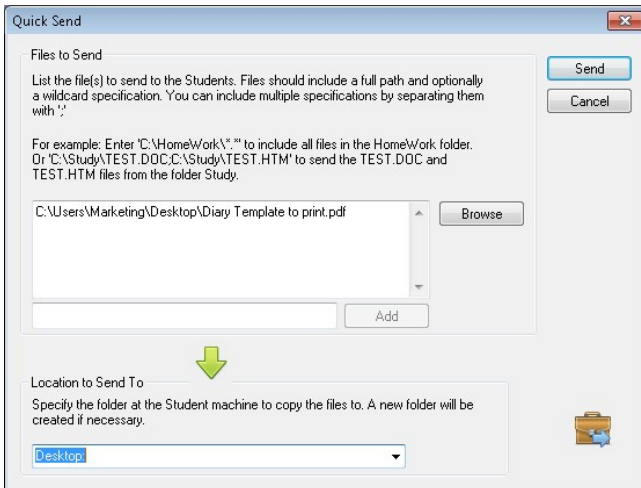 Quick Send
Files to Send
List the file(s) to send to the Students. Files should include a full path and optionally
a wildcard specification. You can include multiple specifications by separating them
with ';'
For example: Enter 'C:\HomeWork\*.*' to include all files in the HomeWork folder.
Or 'C:\Study\TEST.DOC;C:\Study\TEST.HTM' to send the TEST.DOC and
TEST.HTM files from the folder Study.
C:\Users\Marketing\Desktop\Diary Template to print.pdf
Browse
Add
Send
Cancel
Location to Send To
Specify the folder at the Student machine to copy the files to. A new folder will be
created if necessary.
Desktop: